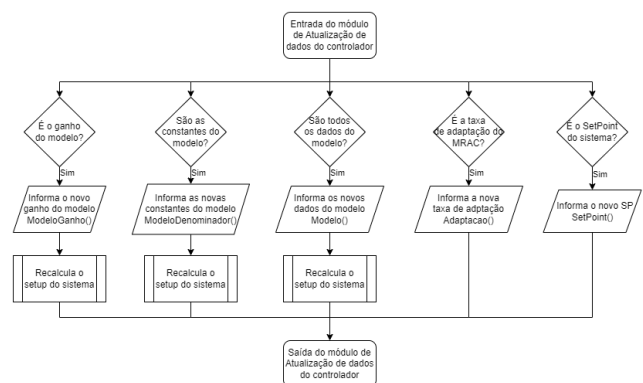 Entrada do módulo
de Atualização de
dados do controlador
É o ganho
do modelo?
São as
constantes do
modelo?
São todos
os dados do
modelo?
É a taxa
de adaptação do
MRAC?
É o SetPoint
do sistema?
Sim
Sim
Sim
Sim
Sim
Informa o novo
ganho do modelo
ModeloGanho()
Informa as novas
constantes do modelo
ModeloDenominador()
Informa os novos
dados do modelo
Modelo()
Informa a nova
taxa de adptação
Adaptacao()
Informa o novo SP
SetPoint()
Recalcula o
setup do sistema
Recalcula o
setup do sistema
Recalcula o
setup do sistema
Saída do módulo de
Atualização de dados
do controlador